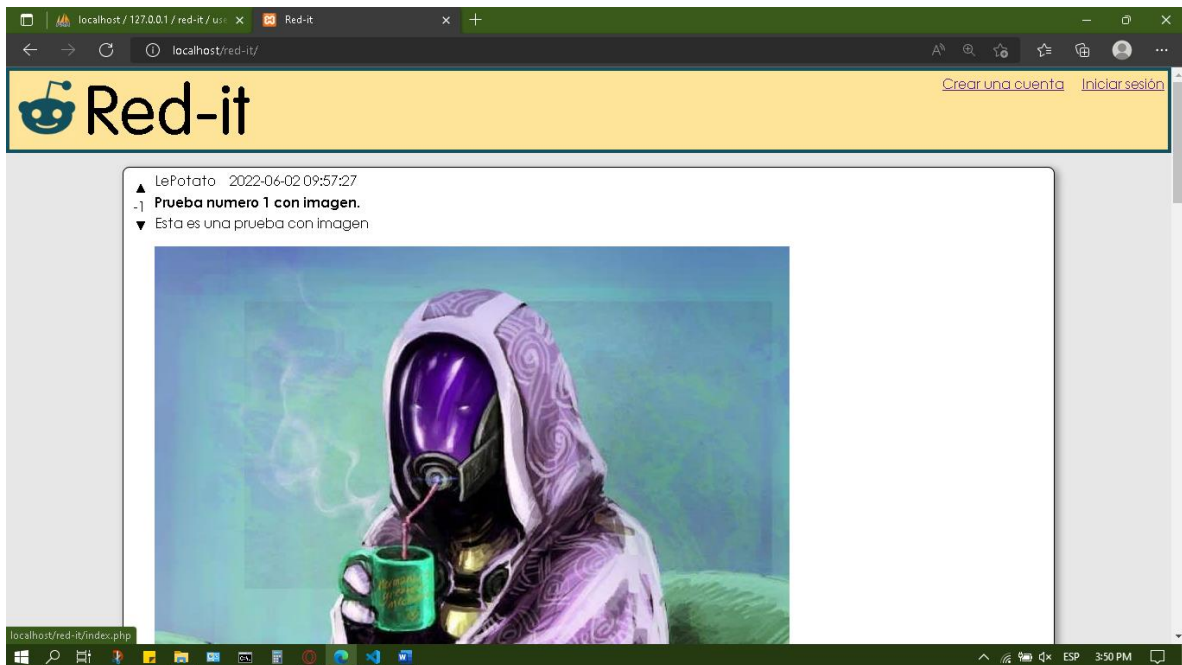 localhost / 127.0.0.1 / red-it / use
Red-it
localhost/red-it/
Red-it
Crear una cuenta
Iniciar sesión
LePotato 2022-06-02 09:57:27
-1
Prueba numero 1 con imagen.
Esta es una prueba con imagen
localhost/red-it/index.php
ESP
3:50 PM